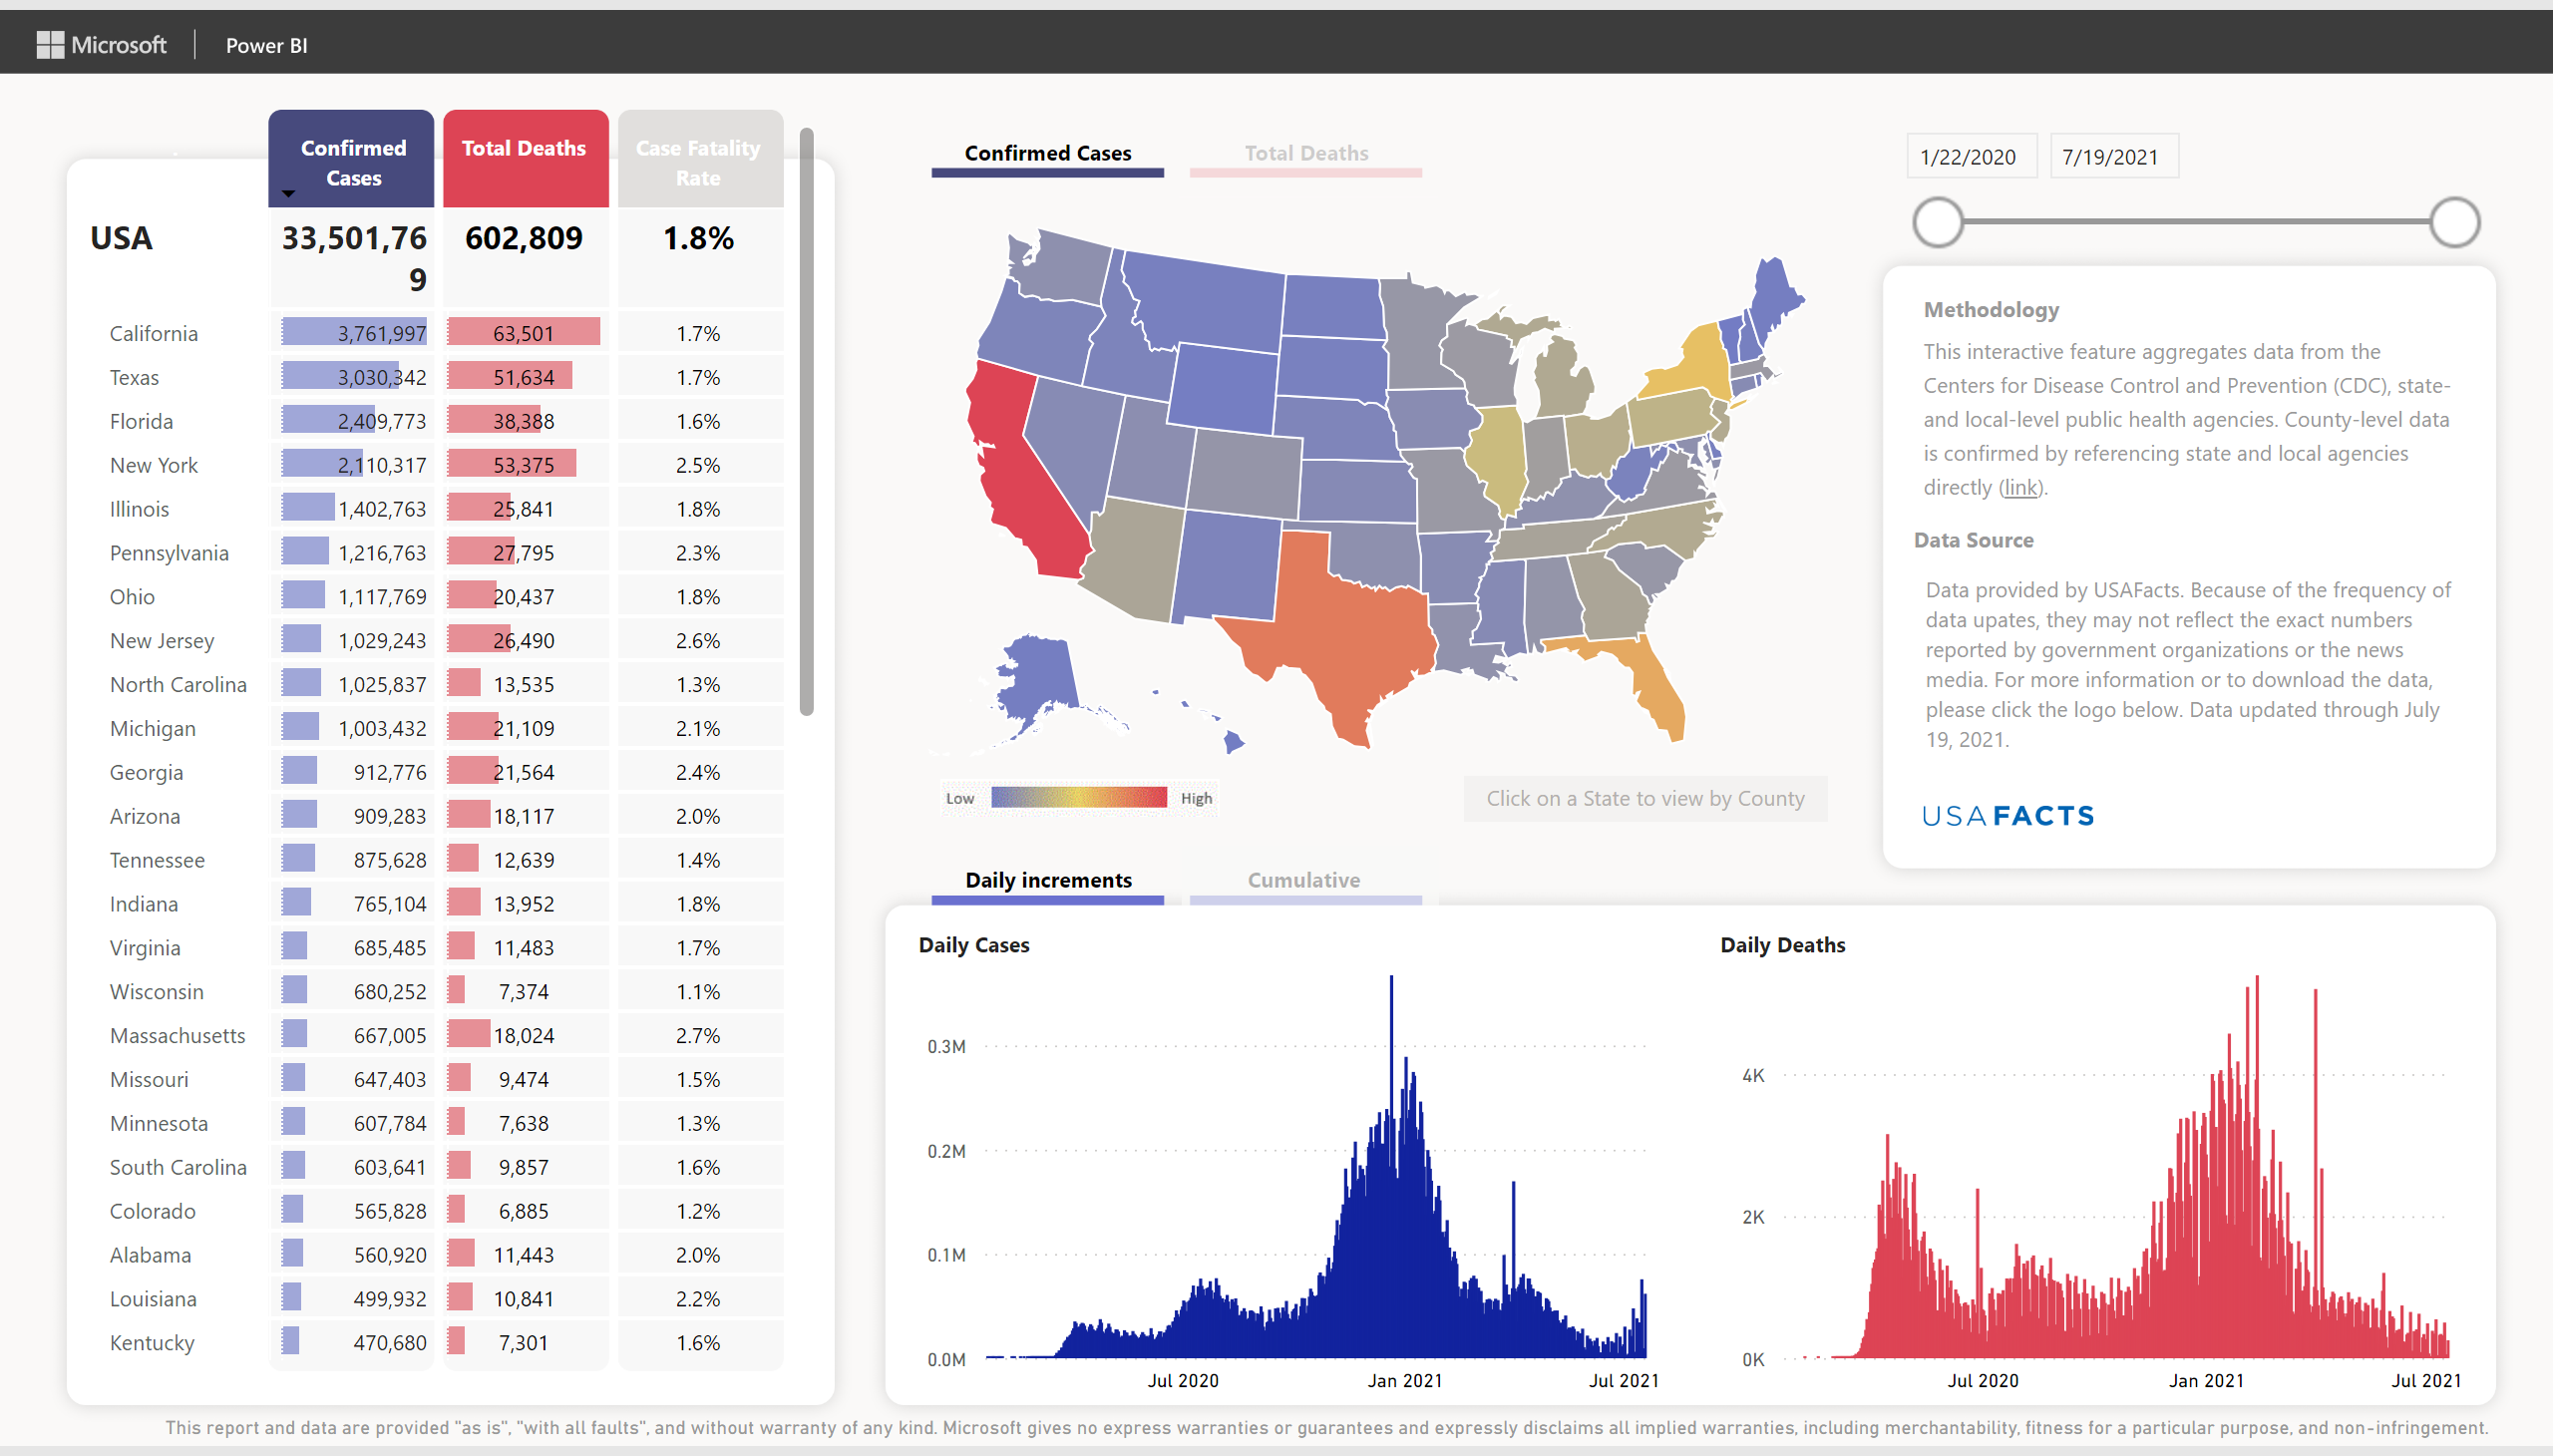 Microsoft Power BI
Confirmed Cases Total Deaths Case Fatality Rate
USA 33,501,769 602,809 1.8%
California 3,761,997 63,501 1.7%
Texas 3,030,342 51,634 1.7%
Florida 2,409,773 38,388 1.6%
New York 2,110,317 53,375 2.5%
Illinois 1,402,763 25,841 1.8%
Pennsylvania 1,216,763 27,795 2.3%
Ohio 1,117,769 20,437 1.8%
New Jersey 1,029,243 26,490 2.6%
North Carolina 1,025,837 13,535 1.3%
Michigan 1,003,432 21,109 2.1%
Georgia 912,776 21,564 2.4%
Arizona 909,283 18,117 2.0%
Tennessee 875,628 12,639 1.4%
Indiana 765,104 13,952 1.8%
Virginia 685,485 11,483 1.7%
Wisconsin 680,252 7,374 1.1%
Massachusetts 667,005 18,024 2.7%
Missouri 647,403 9,474 1.5%
Minnesota 607,784 7,638 1.3%
South Carolina 603,641 9,857 1.6%
Colorado 565,828 6,885 1.2%
Alabama 560,920 11,443 2.0%
Louisiana 499,932 10,841 2.2%
Kentucky 470,680 7,301 1.6%
Confirmed Cases Total Deaths
Low High
Click on a State to view by County
1/22/2020 7/19/2021
Methodology
This interactive feature aggregates data from the
Centers for Disease Control and Prevention (CDC), state-
and local-level public health agencies. County-level data
is confirmed by referencing state and local agencies
directly (link).
Data Source
Data provided by USAFacts. Because of the frequency of
data upates, they may not reflect the exact numbers
reported by government organizations or the news
media. For more information or to download the data,
please click the logo below. Data updated through July
19, 2021.
USAFACTS
Daily increments Cumulative
Daily Cases
0.3M
0.2M
0.1M
0.0M
Jul 2020 Jan 2021 Jul 2021
Daily Deaths
4K
2K
0K
Jul 2020 Jan 2021 Jul 2021
This report and data are provided "as is", "with all faults", and without warranty of any kind. Microsoft gives no express warranties or guarantees and expressly disclaims all implied warranties, including merchantability, fitness for a particular purpose, and non-infringement.